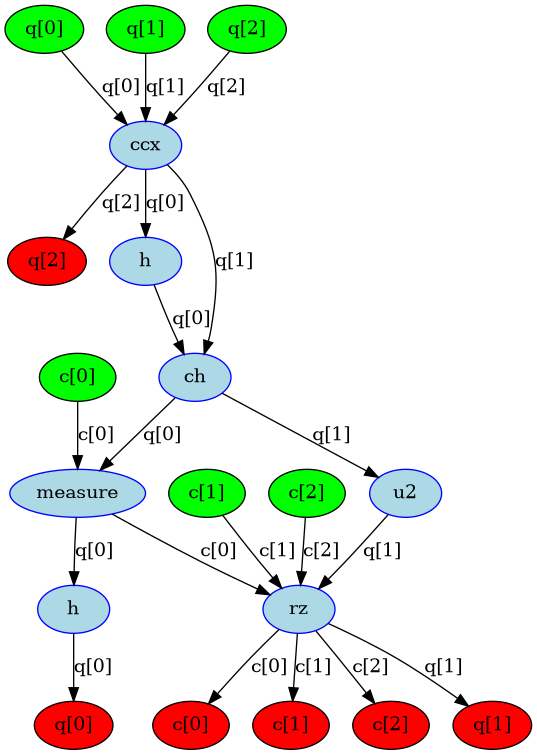 q[0] q[1] q[2]
q[0] q[1] q[2]
ccx
q[2] q[0]
q[2] h q[1]
q[0]
c[0] ch
c[0] q[0] q[1]
measure c[1] c[2] u2
q[0] c[0] c[1] c[2] q[1]
h rz
q[0] c[0] c[1] c[2] q[1]
q[0] c[0] c[1] c[2] q[1]